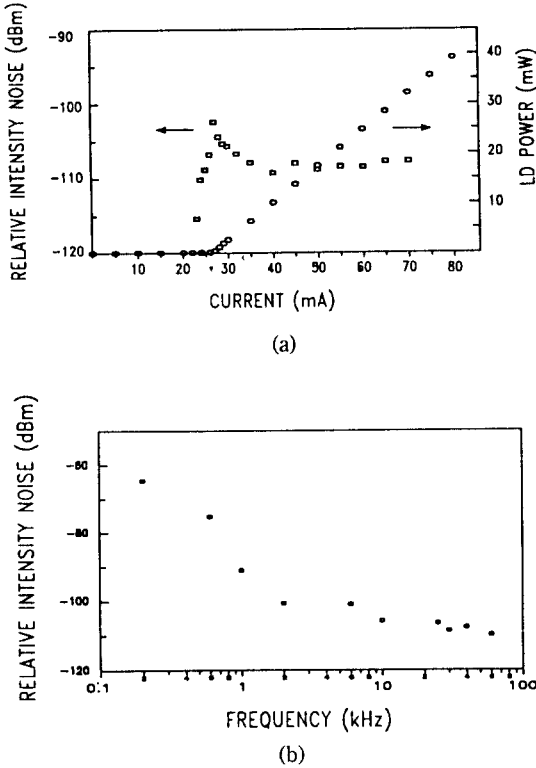 RELATIVE INTENSITY NOISE (dBm)
-90
-100
-110
-120
40
30
20
10
LD POWER (mW)
10 20 30 40 50 60 70 80
CURRENT (mA)
(a)
RELATIVE INTENSITY NOISE (dBm)
-60
-80
-100
-120
0.1 1 10 100
FREQUENCY (kHz)
(b)